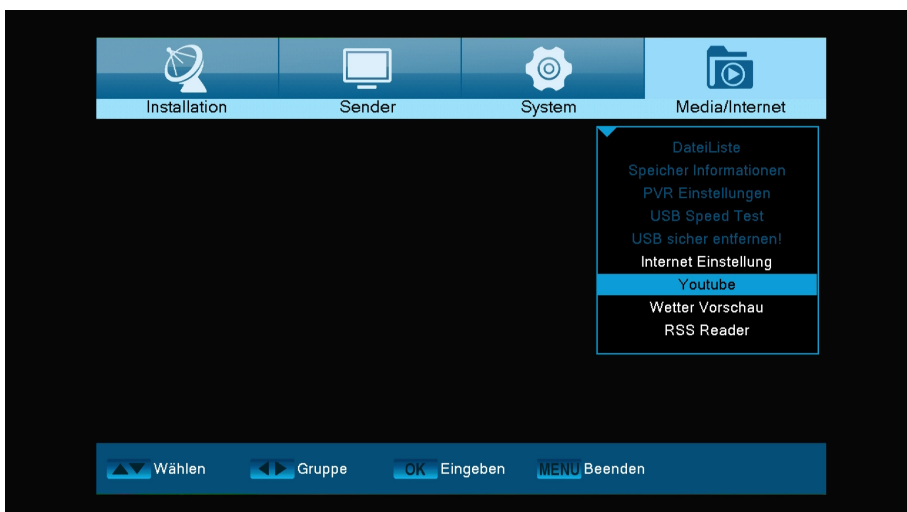 Installation Sender System Media/Internet
DateiListe
Speicher Informationen
PVR Einstellungen
USB Speed Test
USB sicher entfernen!
Internet Einstellung
Youtube
Wetter Vorschau
RSS Reader
Wählen Gruppe OK Eingeben MENU Beenden